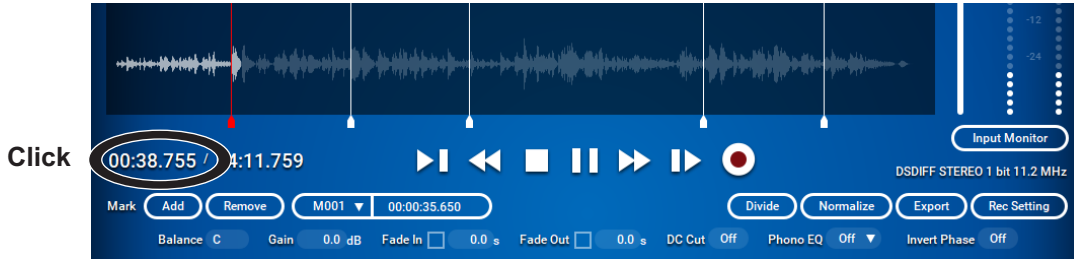 -12
-24
Input Monitor
Click
00:38.755 / 4:11.759
DSDIFF STEREO 1 bit 11.2 MHz
Mark Add Remove M001 ▼ 00:00:35.650 Divide Normalize Export Rec Setting
Balance C Gain 0.0 dB Fade In 0.0 s Fade Out 0.0 s DC Cut Off Phono EQ Off ▼ Invert Phase Off